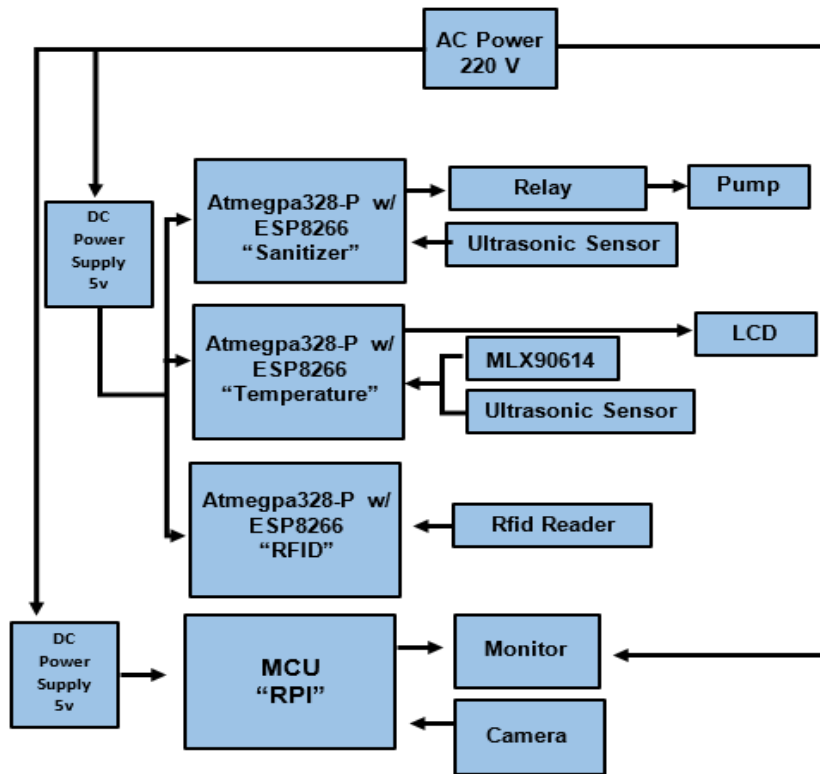 AC Power
220 V
Atmegpa328-P w/
ESP8266
“Sanitizer”
Relay
Pump
Ultrasonic Sensor
DC
Power
Supply
5v
Atmegpa328-P w/
ESP8266
“Temperature”
LCD
MLX90614
Ultrasonic Sensor
Atmegpa328-P w/
ESP8266
“RFID”
Rfid Reader
DC
Power
Supply
5v
MCU
“RPI”
Monitor
Camera